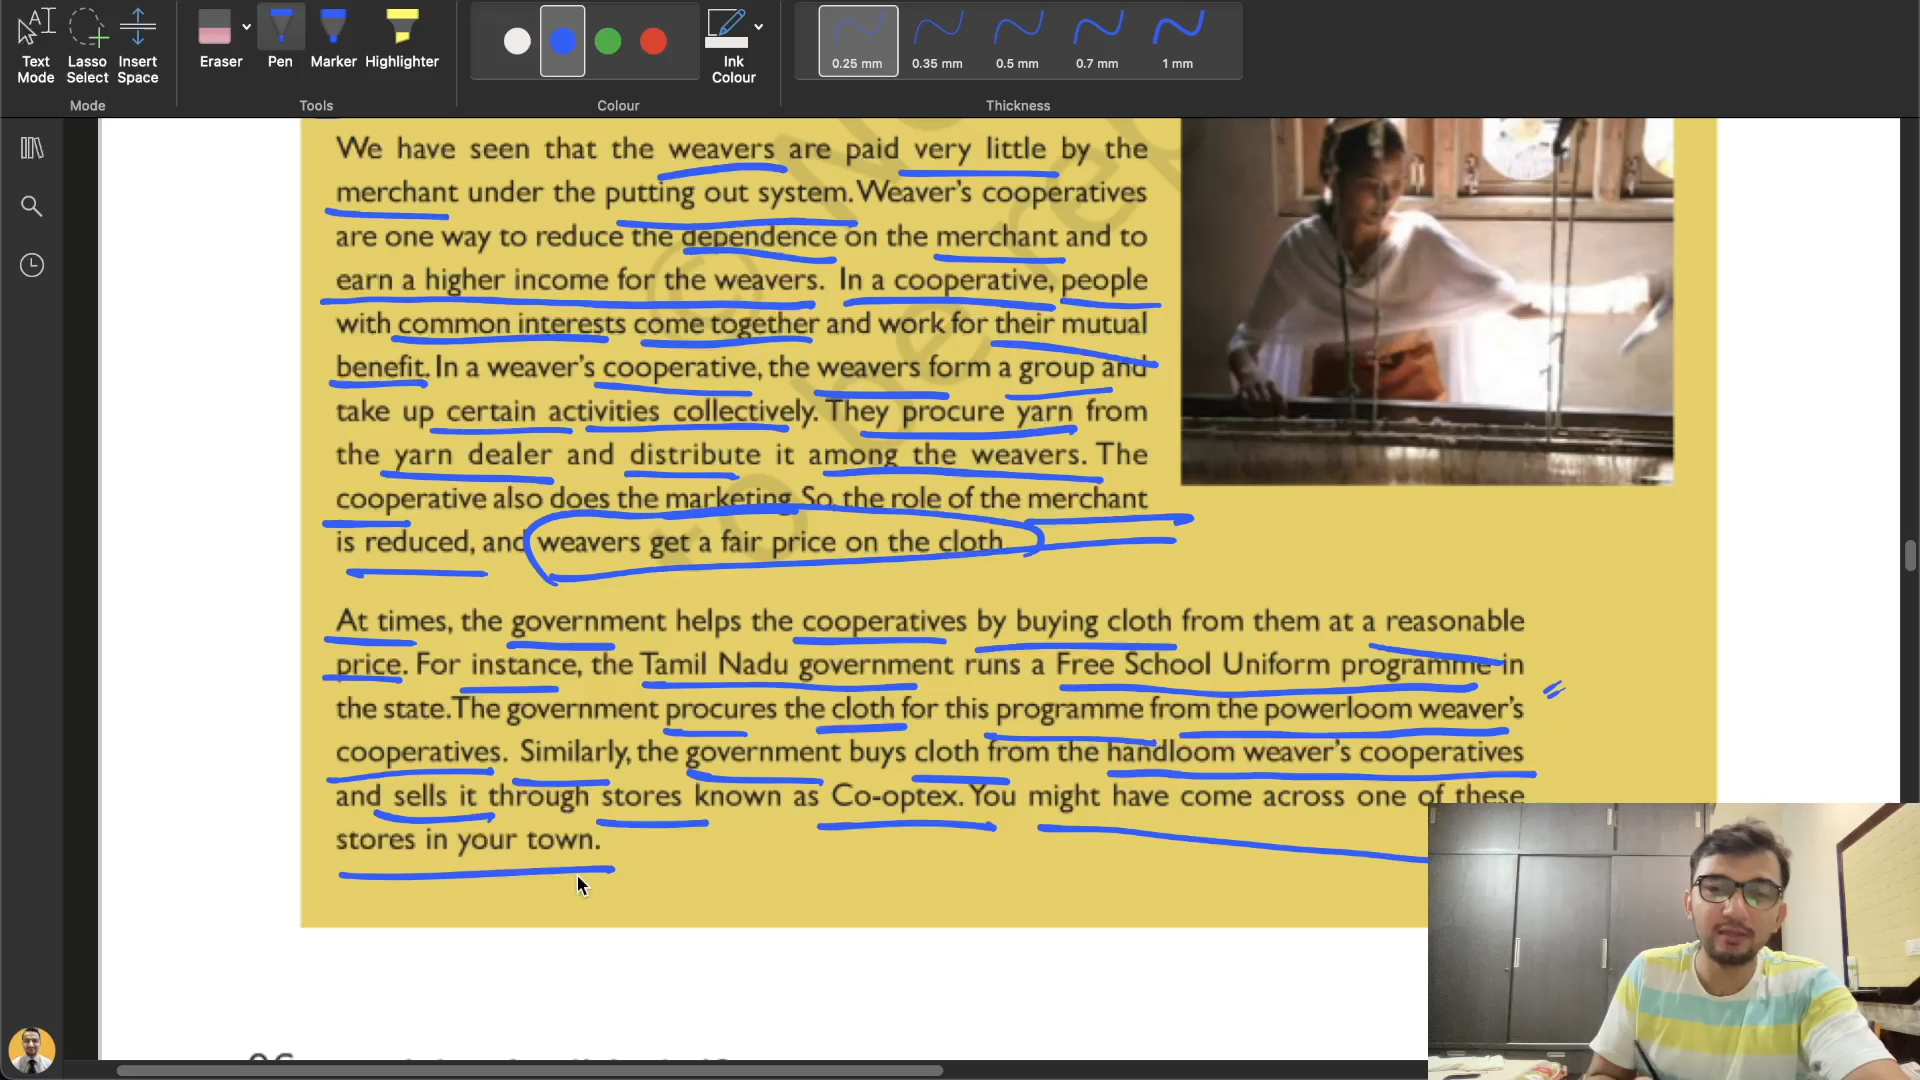 Text Mode
Lasso Select
Insert Space
Eraser
Pen
Marker
Highlighter
Ink Colour
0.25 mm
0.35 mm
0.5 mm
0.7 mm
1 mm
Mode
Tools
Colour
Thickness
We have seen that the weavers are paid very little by the
merchant under the putting out system. Weaver's cooperatives
are one way to reduce the dependence on the merchant and to
earn a higher income for the weavers. In a cooperative, people
with common interests come together and work for their mutual
benefit. In a weaver's cooperative, the weavers form a group and
take up certain activities collectively. They procure yarn from
the yarn dealer and distribute it among the weavers. The
cooperative also does the marketing. So, the role of the merchant
is reduced, and weavers get a fair price on the cloth
At times, the government helps the cooperatives by buying cloth from them at a reasonable
price. For instance, the Tamil Nadu government runs a Free School Uniform programme in
the state. The government procures the cloth for this programme from the powerloom weaver's
cooperatives. Similarly, the government buys cloth from the handloom weaver's cooperatives
and sells it through stores known as Co-optex. You might have come across one of these
stores in your town.